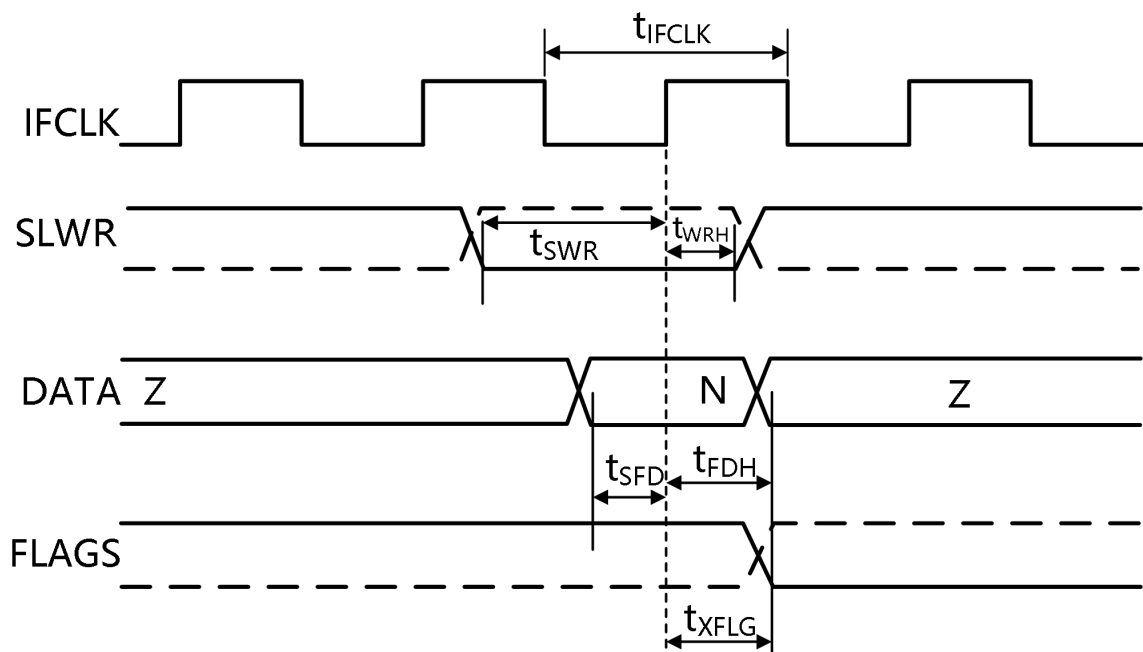 tIFCLK
IFCLK
SLWR
tSWR
tWRH
DATA Z N Z
tSFD
tFDH
FLAGS
tXFLG